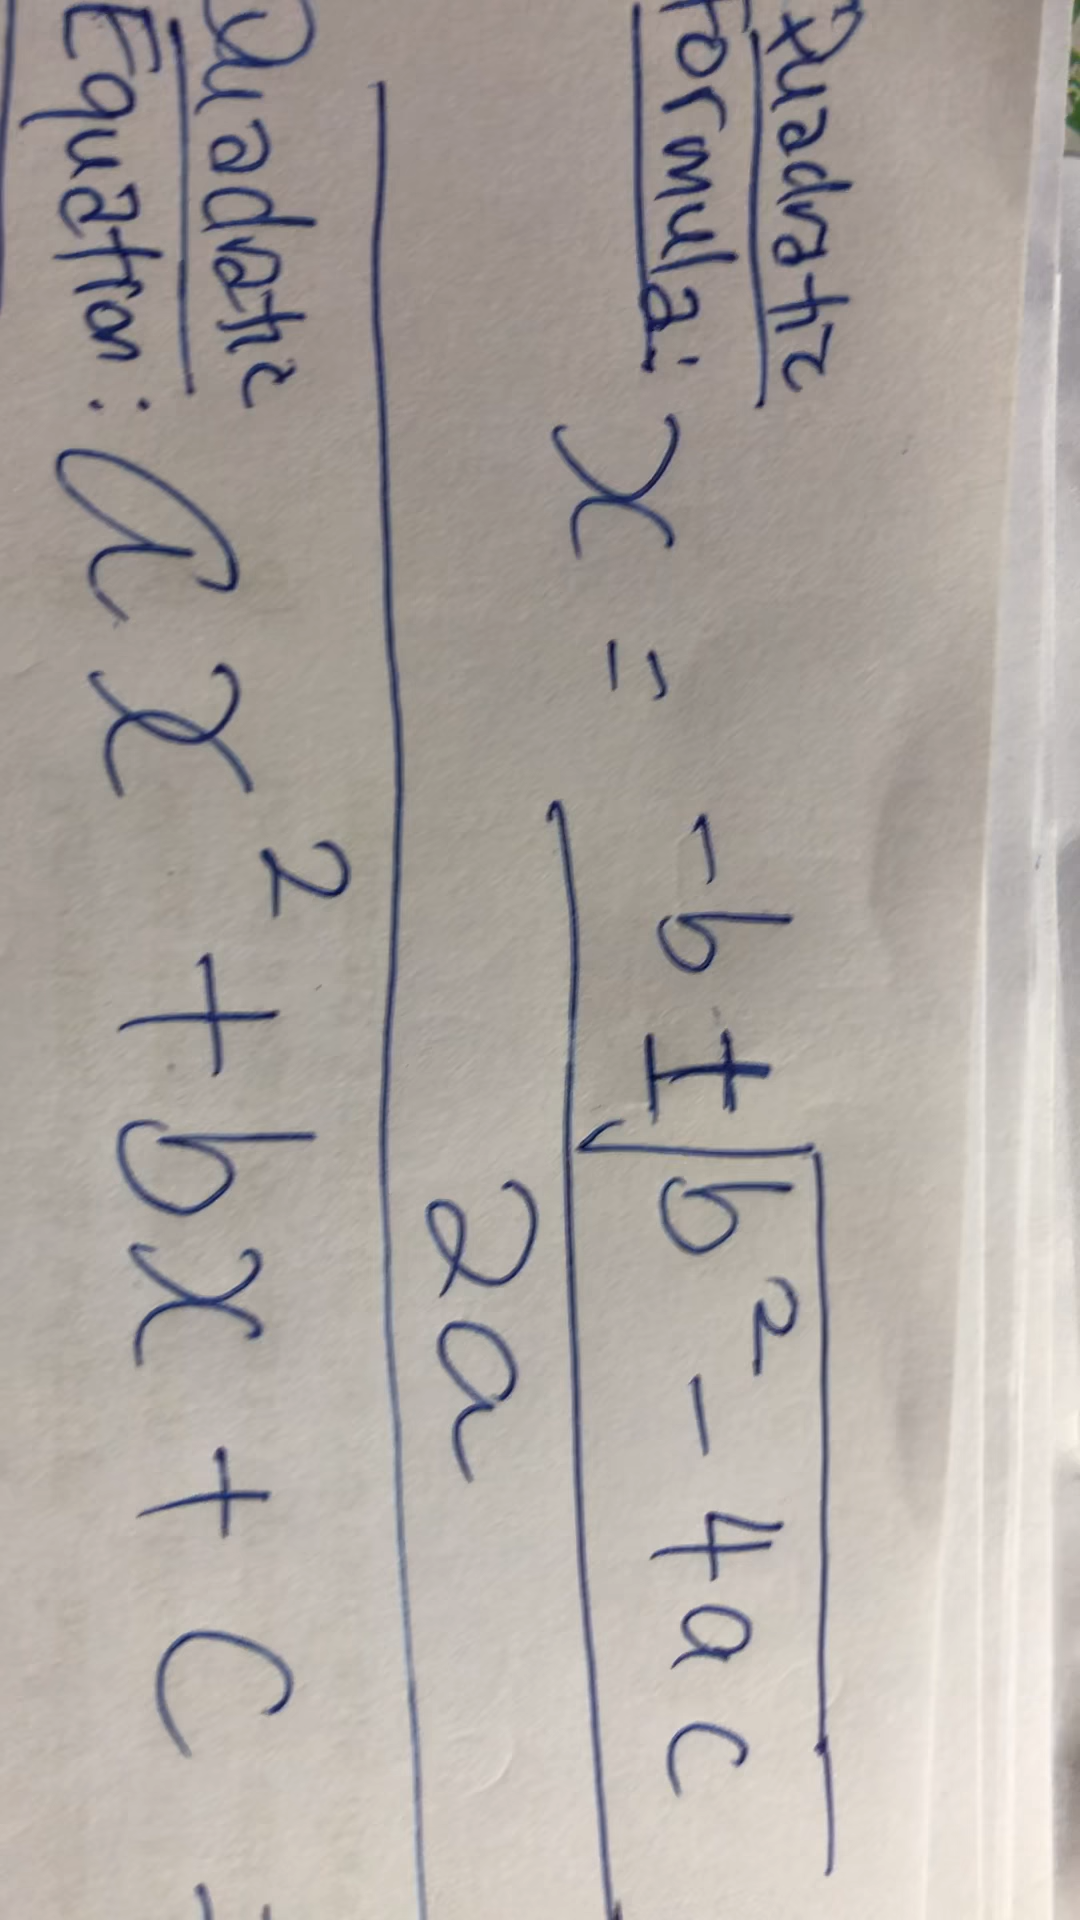 Quadratic
Formula: x = -b ± √b² - 4ac
2a
Quadratic
Equation: ax² + bx + c =